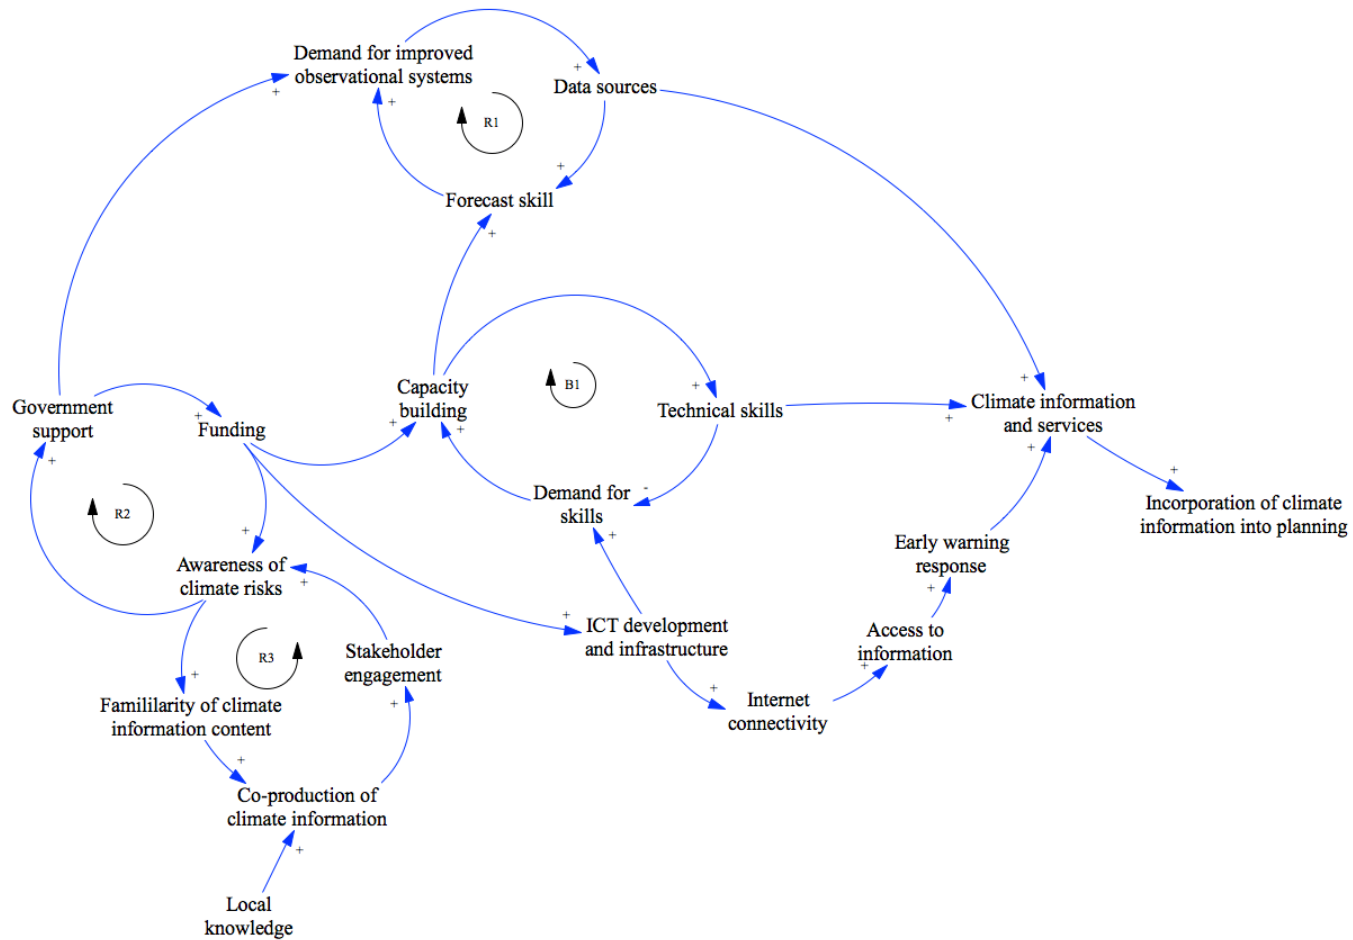 Demand for improved
observational systems
Data sources
R1
Forecast skill
Capacity
building
B1
Technical skills
Climate information
and services
Government
support
Funding
Demand for
skills
Incorporation of climate
information into planning
R2
Early warning
response
Awareness of
climate risks
ICT development
and infrastructure
Access to
information
R3
Stakeholder
engagement
Famililarity of climate
information content
Internet
connectivity
Co-production of
climate information
Local
knowledge